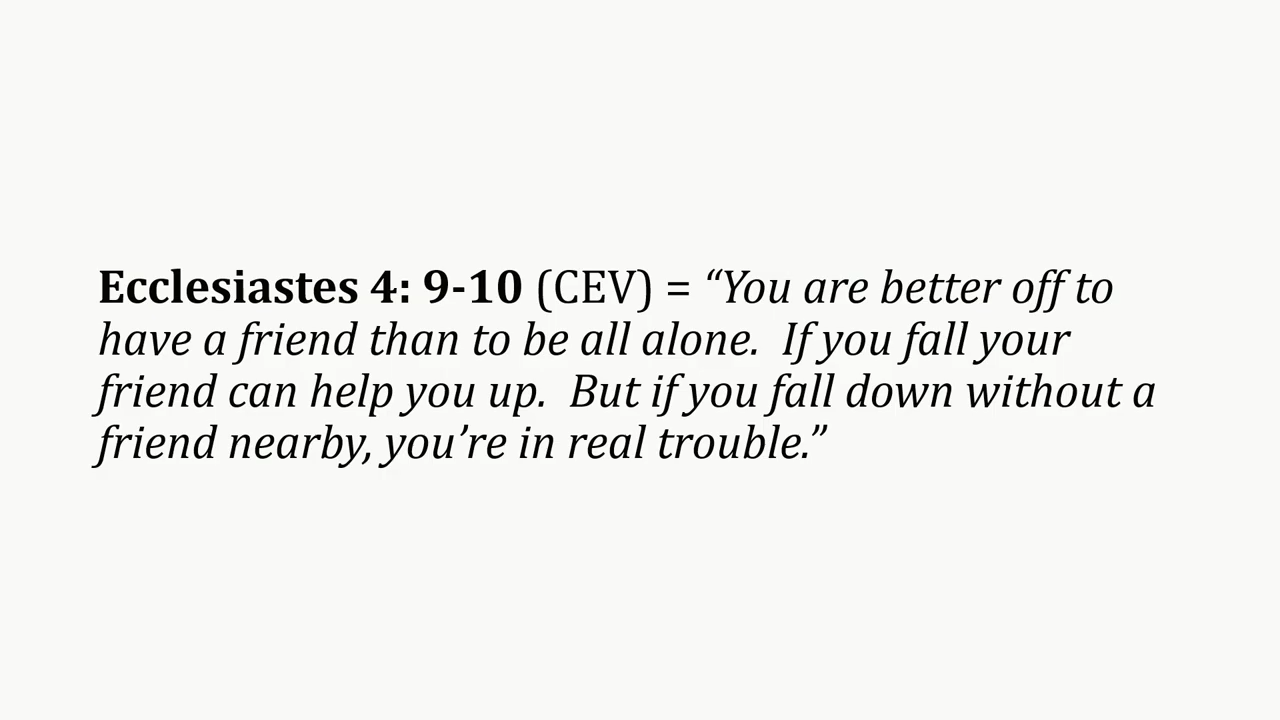 Ecclesiastes 4: 9-10 (CEV) = “You are better off to
have a friend than to be all alone.  If you fall your
friend can help you up.  But if you fall down without a
friend nearby, you’re in real trouble.”